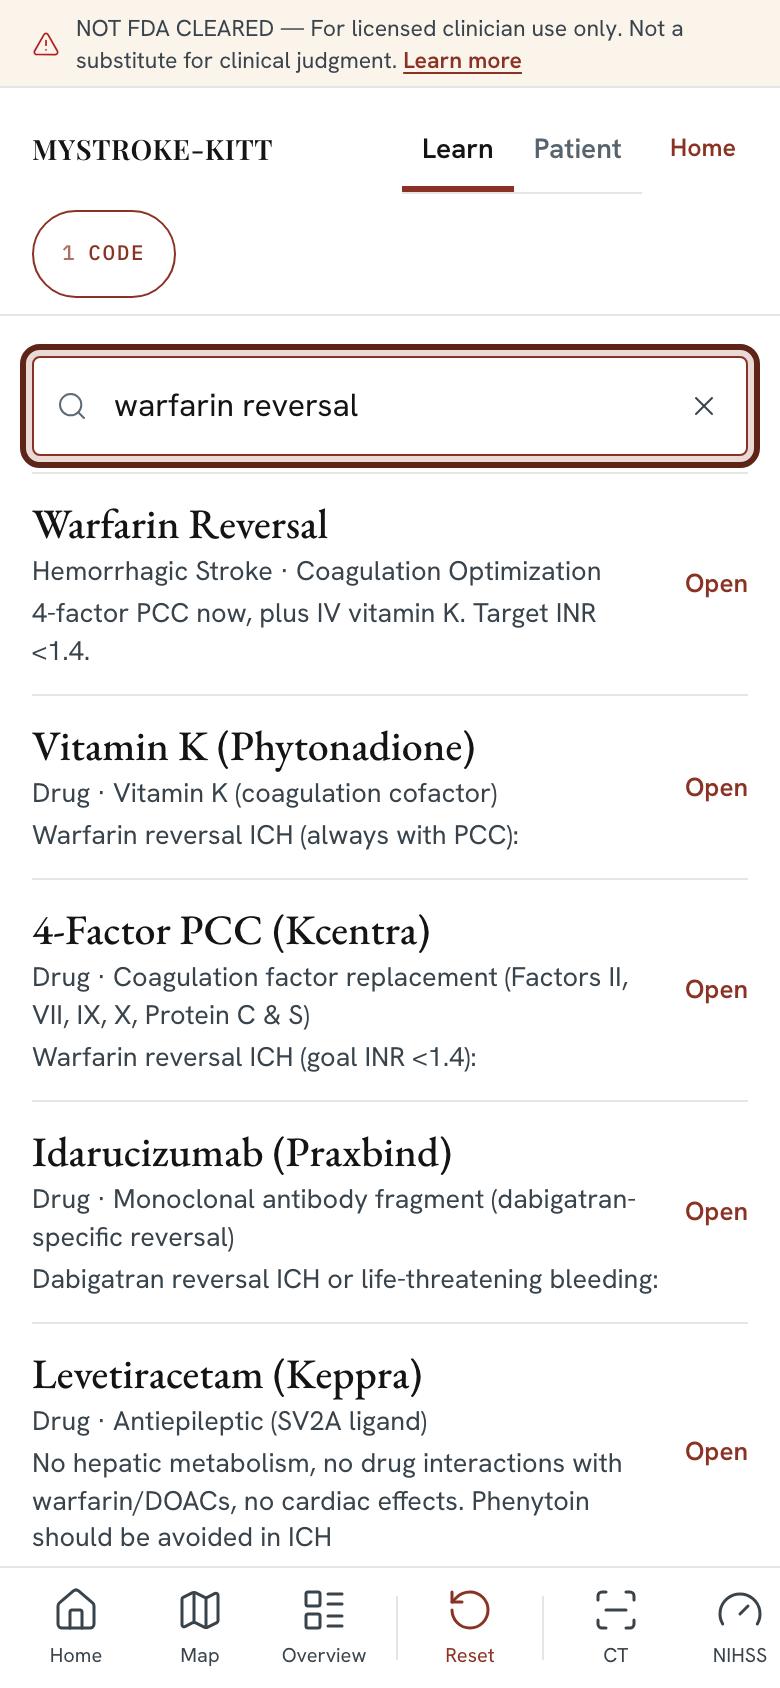 NOT FDA CLEARED — For licensed clinician use only. Not a
substitute for clinical judgment. Learn more
MYSTROKE-KITT
Learn
Patient
Home
1 CODE
warfarin reversal
Warfarin Reversal
Hemorrhagic Stroke · Coagulation Optimization
4-factor PCC now, plus IV vitamin K. Target INR
<1.4.
Open
Vitamin K (Phytonadione)
Drug · Vitamin K (coagulation cofactor)
Warfarin reversal ICH (always with PCC):
Open
4-Factor PCC (Kcentra)
Drug · Coagulation factor replacement (Factors II,
VII, IX, X, Protein C & S)
Warfarin reversal ICH (goal INR <1.4):
Open
Idarucizumab (Praxbind)
Drug · Monoclonal antibody fragment (dabigatran-
specific reversal)
Dabigatran reversal ICH or life-threatening bleeding:
Open
Levetiracetam (Keppra)
Drug · Antiepileptic (SV2A ligand)
No hepatic metabolism, no drug interactions with
warfarin/DOACs, no cardiac effects. Phenytoin
should be avoided in ICH
Open
Home
Map
Overview
Reset
CT
NIHSS